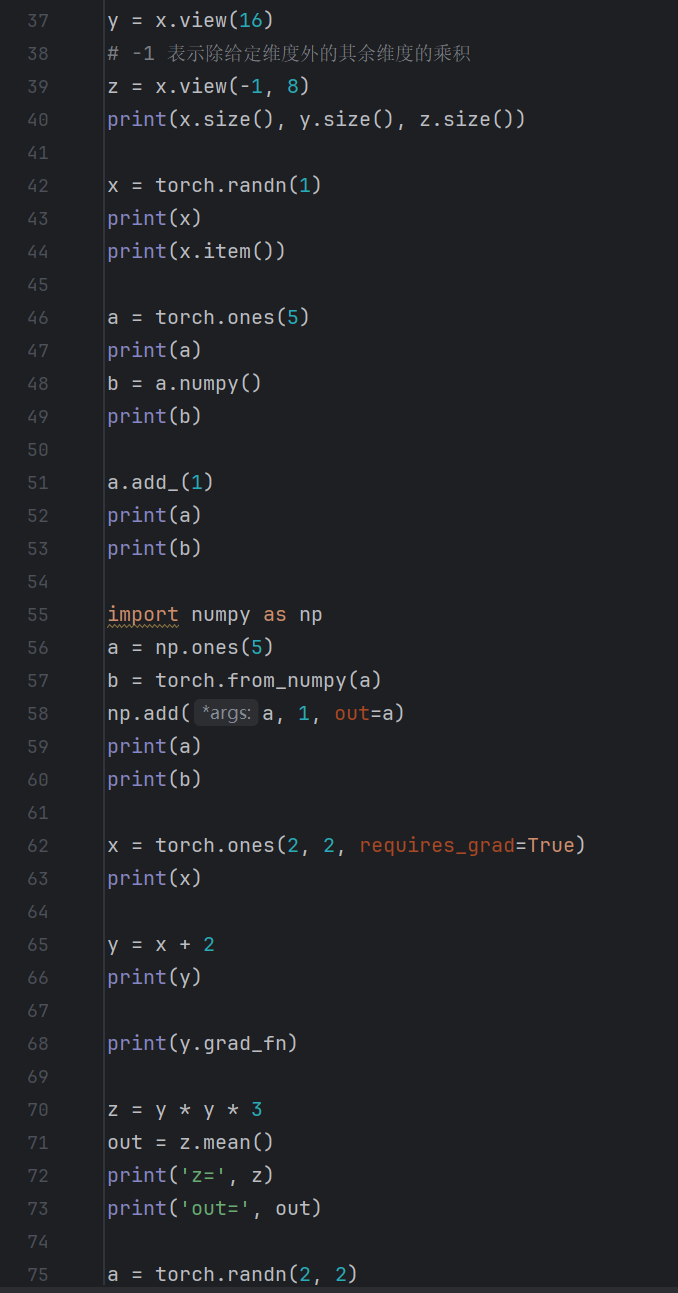 37 y = x.view(16)
38 # -1 表示除给定维度外的其余维度的乘积
39 z = x.view(-1, 8)
40 print(x.size(), y.size(), z.size())
41
42 x = torch.randn(1)
43 print(x)
44 print(x.item())
45
46 a = torch.ones(5)
47 print(a)
48 b = a.numpy()
49 print(b)
50
51 a.add_(1)
52 print(a)
53 print(b)
54
55 import numpy as np
56 a = np.ones(5)
57 b = torch.from_numpy(a)
58 np.add( *args: a, 1, out=a)
59 print(a)
60 print(b)
61
62 x = torch.ones(2, 2, requires_grad=True)
63 print(x)
64
65 y = x + 2
66 print(y)
67
68 print(y.grad_fn)
69
70 z = y * y * 3
71 out = z.mean()
72 print('z=', z)
73 print('out=', out)
74
75 a = torch.randn(2, 2)